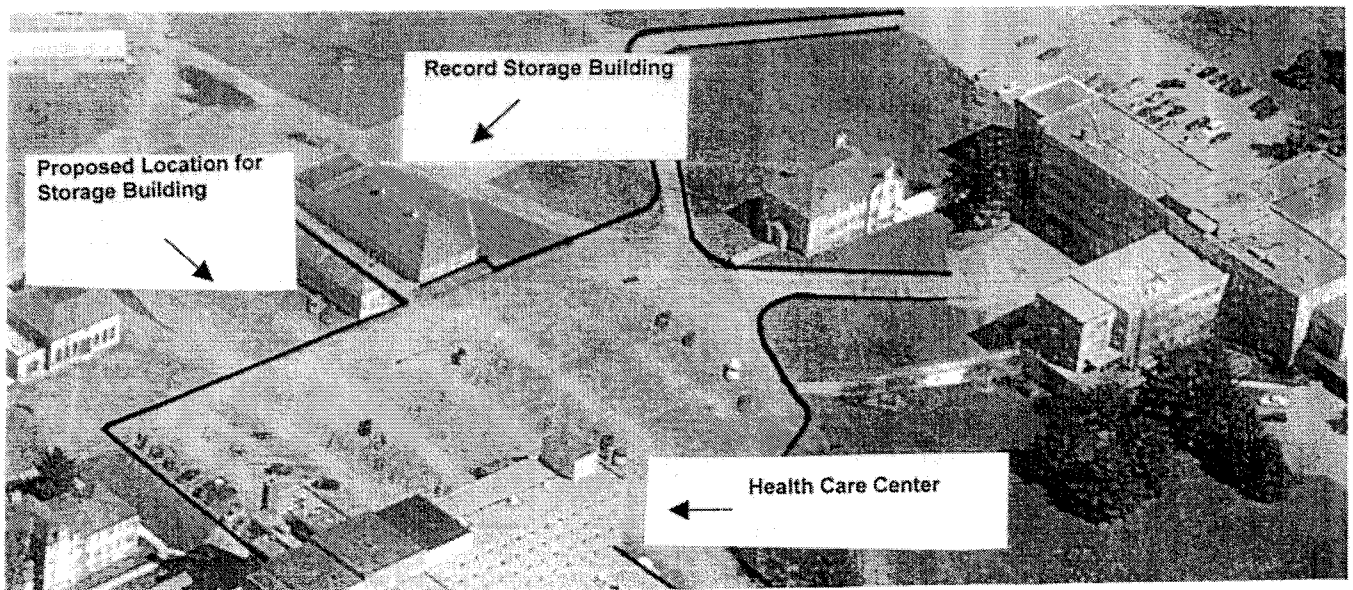 Record Storage Building
Proposed Location for
Storage Building
Health Care Center